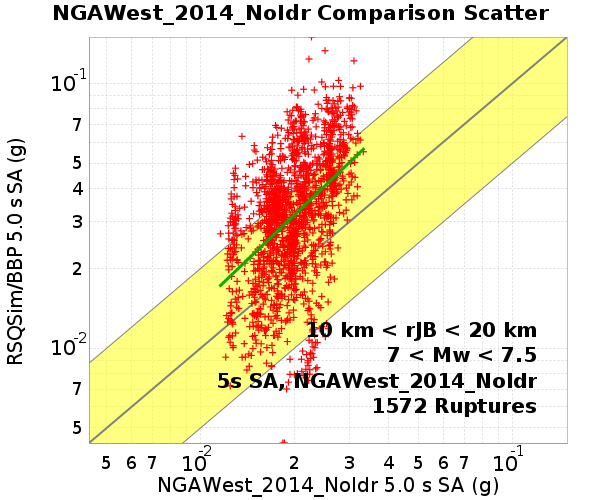 NGAWest_2014_NoIdr Comparison Scatter
RSQSim/BBP 5.0 s SA (g)
10⁻¹
7
5
4
3
2
10⁻²
7
5
10 km < rJB < 20 km
7 < Mw < 7.5
5s SA, NGAWest_2014_NoIdr
1572 Ruptures
5 6 7 10⁻² 2 3 4 5 6 7 10⁻¹
NGAWest_2014_NoIdr 5.0 s SA (g)